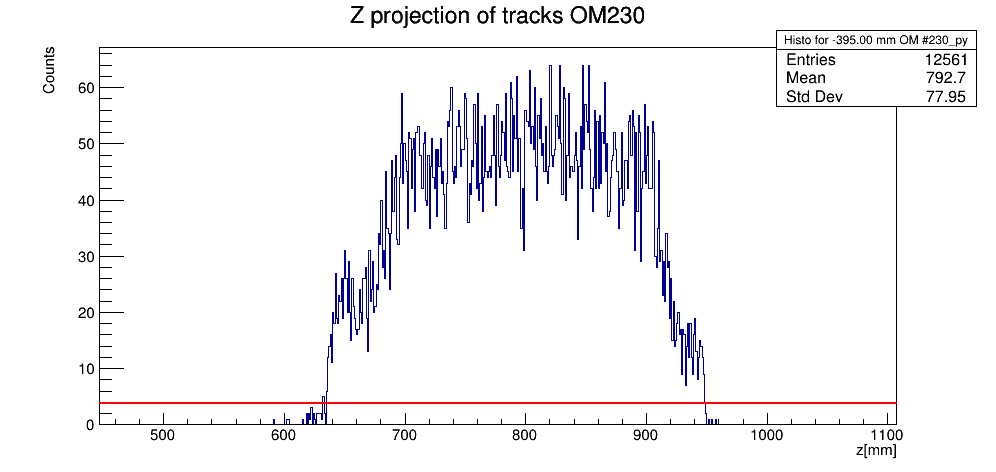 Z projection of tracks OM230
Histo for -395.00 mm OM #230_py
Entries 12561
Mean 792.7
Std Dev 77.95
Counts
60
50
40
30
20
10
0
500 600 700 800 900 1000 1100
z[mm]